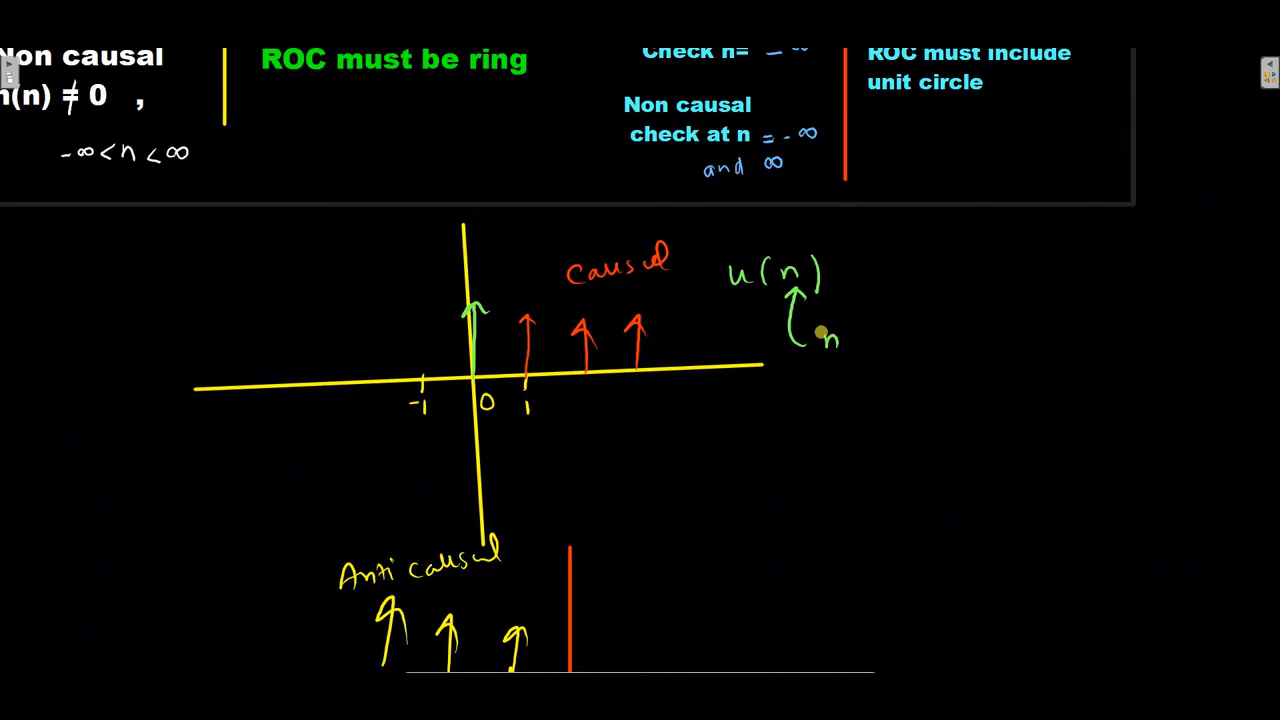 Non causal
h(n) ≠ 0 ,
-∞ < n < ∞
ROC must be ring
Check n= -∞
Non causal
check at n = -∞
and ∞
ROC must include
unit circle
causal
u(n)
n
-1 0 1
Anti causal